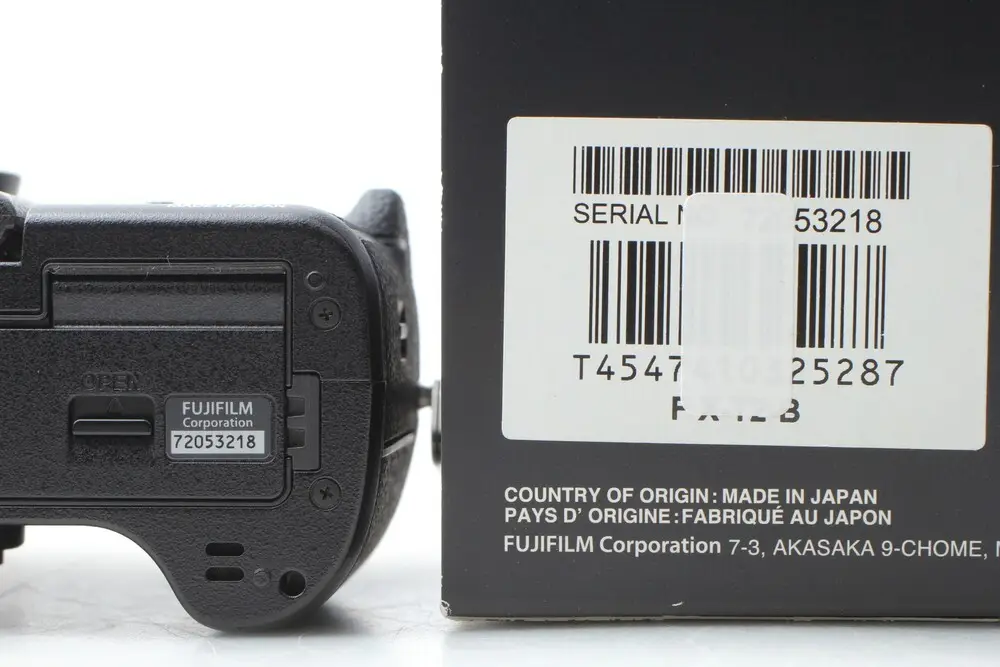 OPEN
FUJIFILM
Corporation
72053218
SERIAL 53218
T4547 25287
COUNTRY OF ORIGIN: MADE IN JAPAN
PAYS D' ORIGINE: FABRIQUÉ AU JAPON
FUJIFILM Corporation 7-3, AKASAKA 9-CHOME,